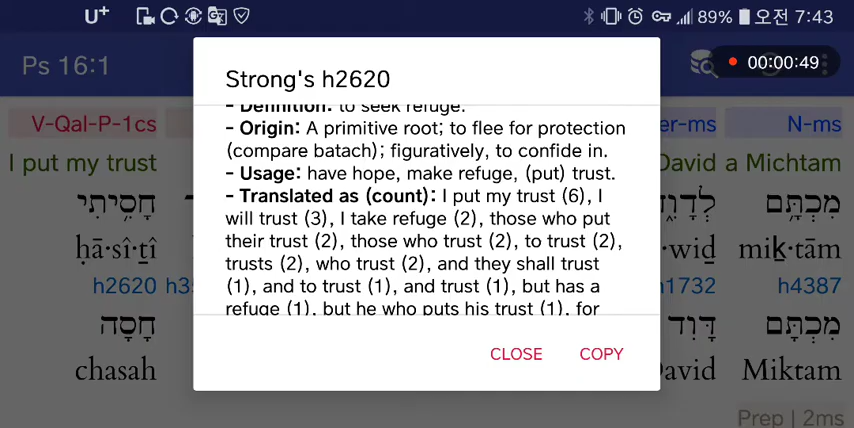 U+ 89% 오전 7:43
Ps 16:1 00:00:49
Strong's h2620
- Definition: to seek refuge.
- Origin: A primitive root; to flee for protection
(compare batach); figuratively, to confide in.
- Usage: have hope, make refuge, (put) trust.
- Translated as (count): I put my trust (6), I
will trust (3), I take refuge (2), those who put
their trust (2), those who trust (2), to trust (2),
trusts (2), who trust (2), and they shall trust
(1), and to trust (1), and trust (1), but has a
refuge (1), but he who puts his trust (1), for
CLOSE COPY
V-Qal-P-1cs er-ms N-ms
I put my trust David a Michtam
חָסִ֥יתִי לְדָוִ֑ד מִכְתָּ֥ם
ḥā·sî·ṯî ·wiḏ miḵ·tām
h2620 h35 h1732 h4387
חָסָה דָּוִד מִכְתָּם
chasah David Miktam
Prep | 2ms